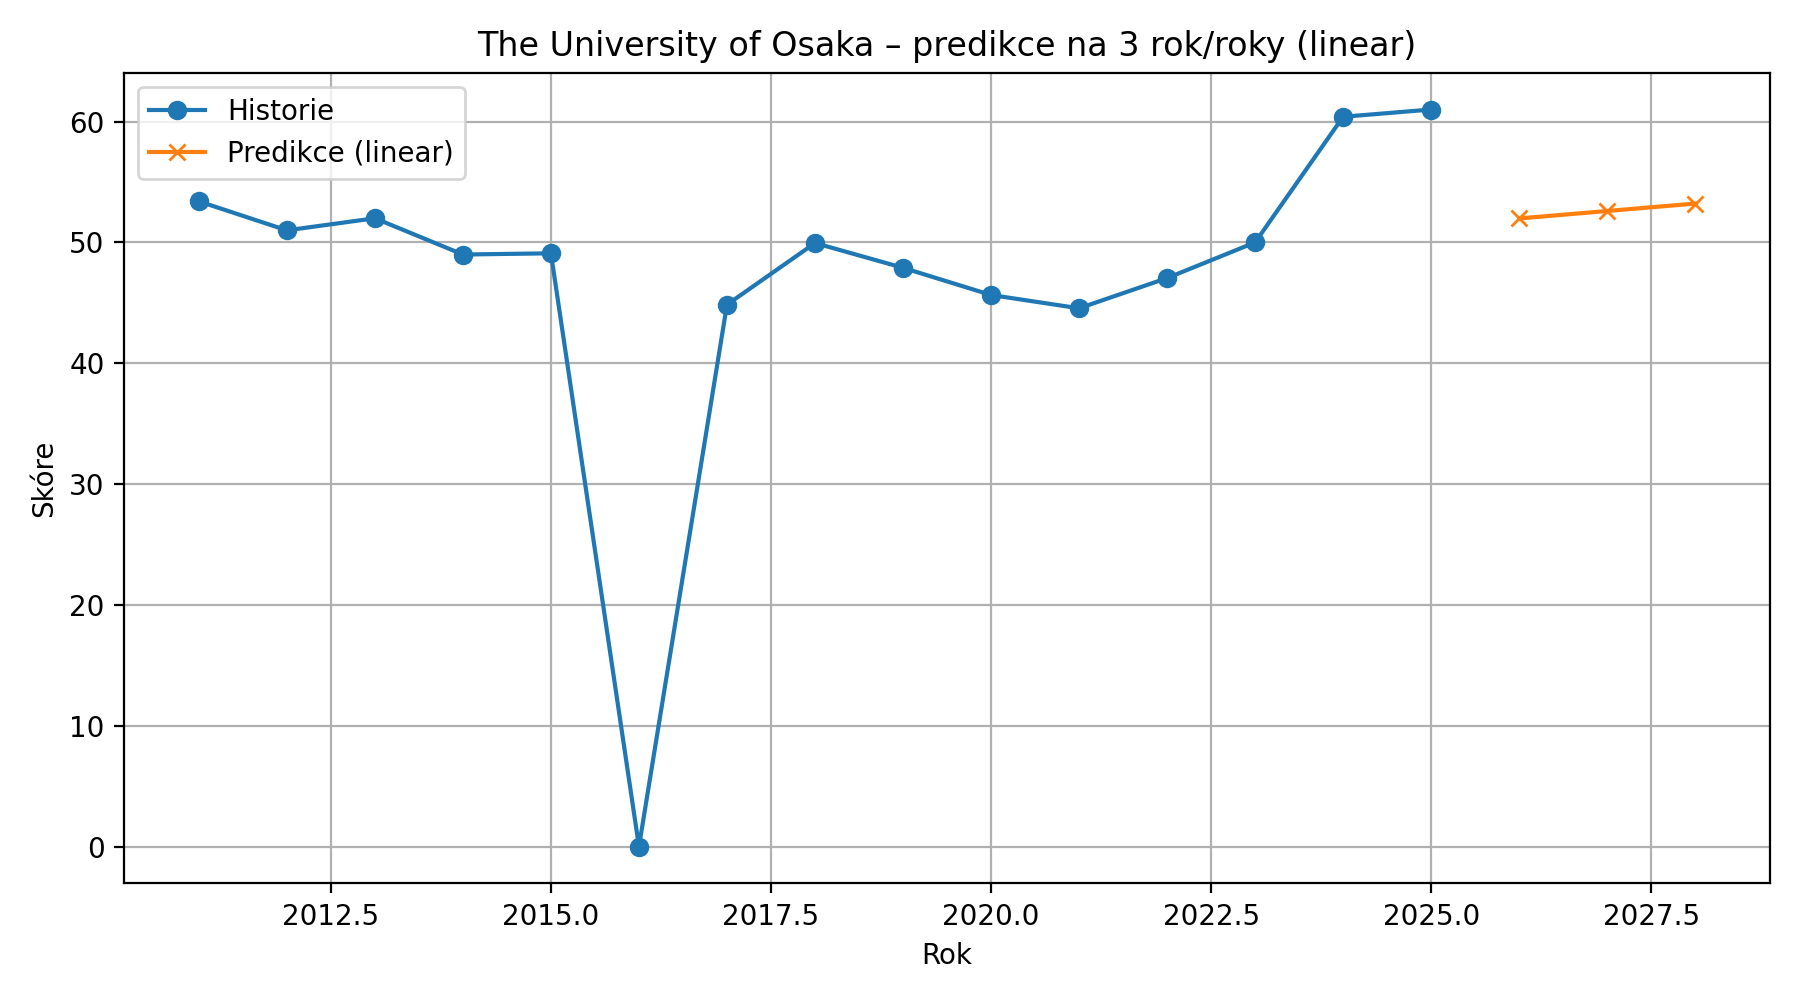 The University of Osaka – predikce na 3 rok/roky (linear)
Historie
Predikce (linear)
60
50
40
30
20
10
0
Skóre
2012.5 2015.0 2017.5 2020.0 2022.5 2025.0 2027.5
Rok